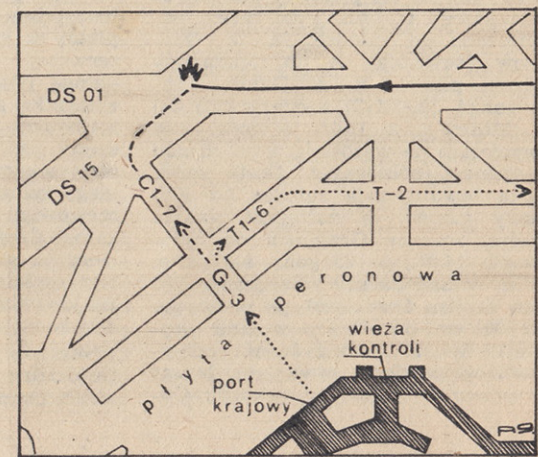 DS 01
DS 15
C1-7
T1-6
T-2
G-3
płyta peronowa
wieża
kontroli
port
krajowy